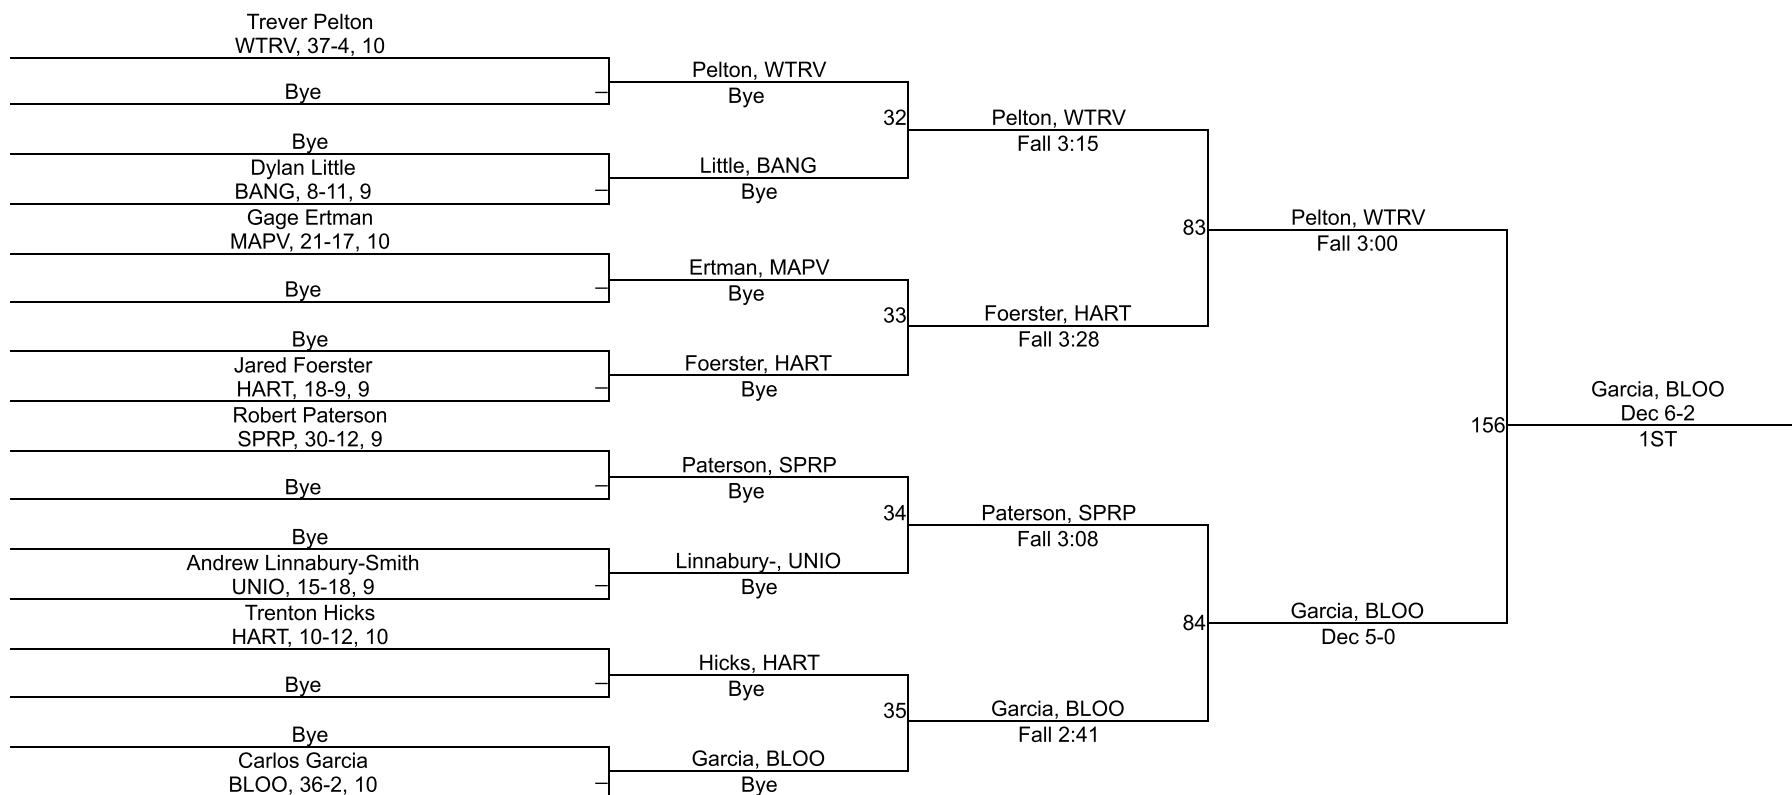 Trever Pelton
WTRV, 37-4, 10
Bye
Bye
Dylan Little
BANG, 8-11, 9
Gage Ertman
MAPV, 21-17, 10
Bye
Bye
Jared Foerster
HART, 18-9, 9
Robert Paterson
SPRP, 30-12, 9
Bye
Bye
Andrew Linnabury-Smith
UNIO, 15-18, 9
Trenton Hicks
HART, 10-12, 10
Bye
Bye
Carlos Garcia
BLOO, 36-2, 10
Pelton, WTRV
Bye
32
Little, BANG
Bye
Ertman, MAPV
Bye
33
Foerster, HART
Bye
Paterson, SPRP
Bye
34
Linnabury-, UNIO
Bye
Hicks, HART
Bye
35
Garcia, BLOO
Bye
Pelton, WTRV
Fall 3:15
83
Foerster, HART
Fall 3:28
Paterson, SPRP
Fall 3:08
84
Garcia, BLOO
Fall 2:41
Pelton, WTRV
Fall 3:00
156
Garcia, BLOO
Dec 5-0
Garcia, BLOO
Dec 6-2
1ST